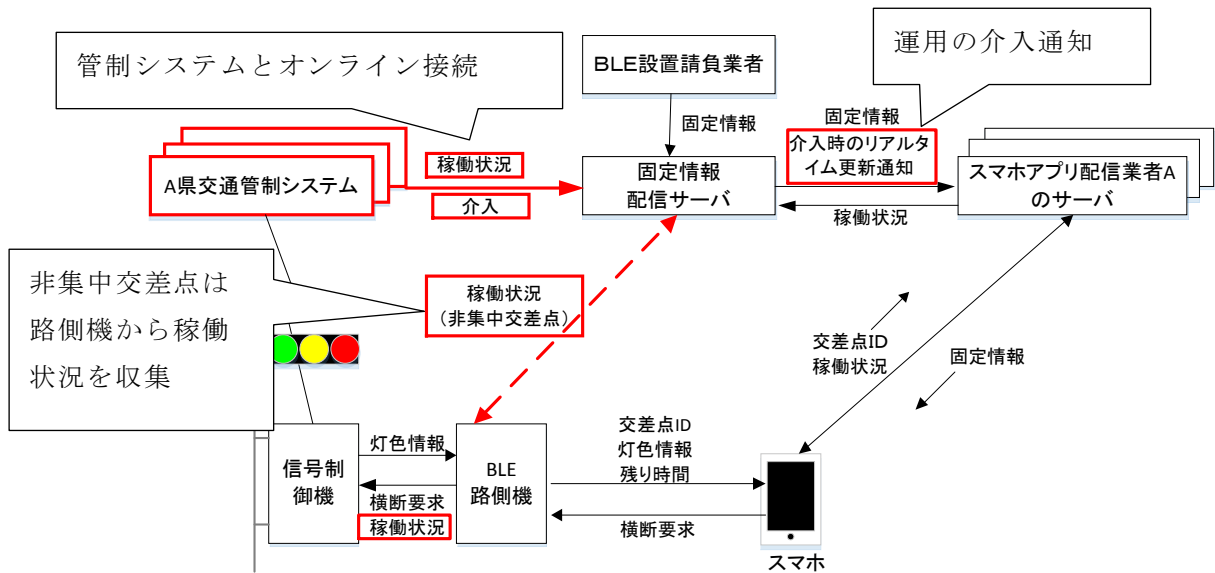 管制システムとオンライン接続
BLE設置請負業者
運用の介入通知
固定情報
固定情報
稼働状況
介入時のリアルタ
イム更新通知
A県交通管制システム
介入
固定情報
配信サーバ
スマホアプリ配信業者A
のサーバ
稼働状況
非集中交差点は
路側機から稼働
状況を収集
稼働状況
(非集中交差点)
交差点ID
稼働状況
固定情報
信号制
御機
灯色情報
横断要求
稼働状況
BLE
路側機
交差点ID
灯色情報
残り時間
横断要求
スマホ